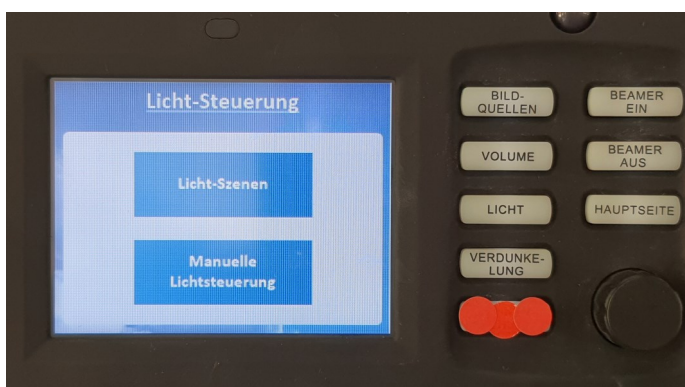 Licht-Steuerung
Licht-Szenen
Manuelle
Lichtsteuerung
BILD-
QUELLEN
VOLUME
LICHT
VERDUNKE-
LUNG
BEAMER
EIN
BEAMER
AUS
HAUPTSEITE